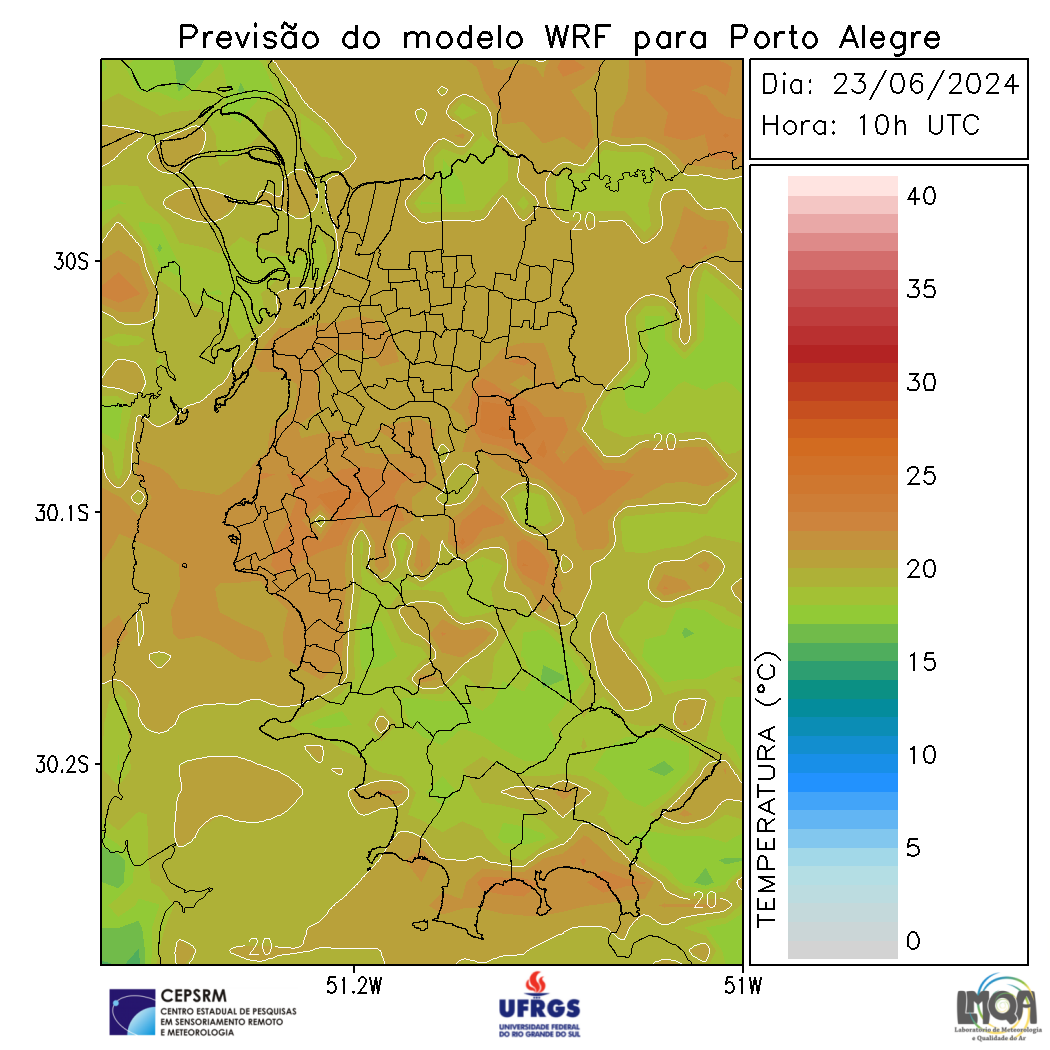 Previsão do modelo WRF para Porto Alegre
Dia: 23/06/2024
Hora: 10h UTC
30S
30.1S
30.2S
51.2W
51W
20
20
20
20
TEMPERATURA (°C)
40
35
30
25
20
15
10
5
0
CEPSRM
CENTRO ESTADUAL DE PESQUISAS
EM SENSORIAMENTO REMOTO
E METEOROLOGIA
UFRGS
UNIVERSIDADE FEDERAL
DO RIO GRANDE DO SUL
LMQA
Laboratório de Meteorologia
e Qualidade do Ar